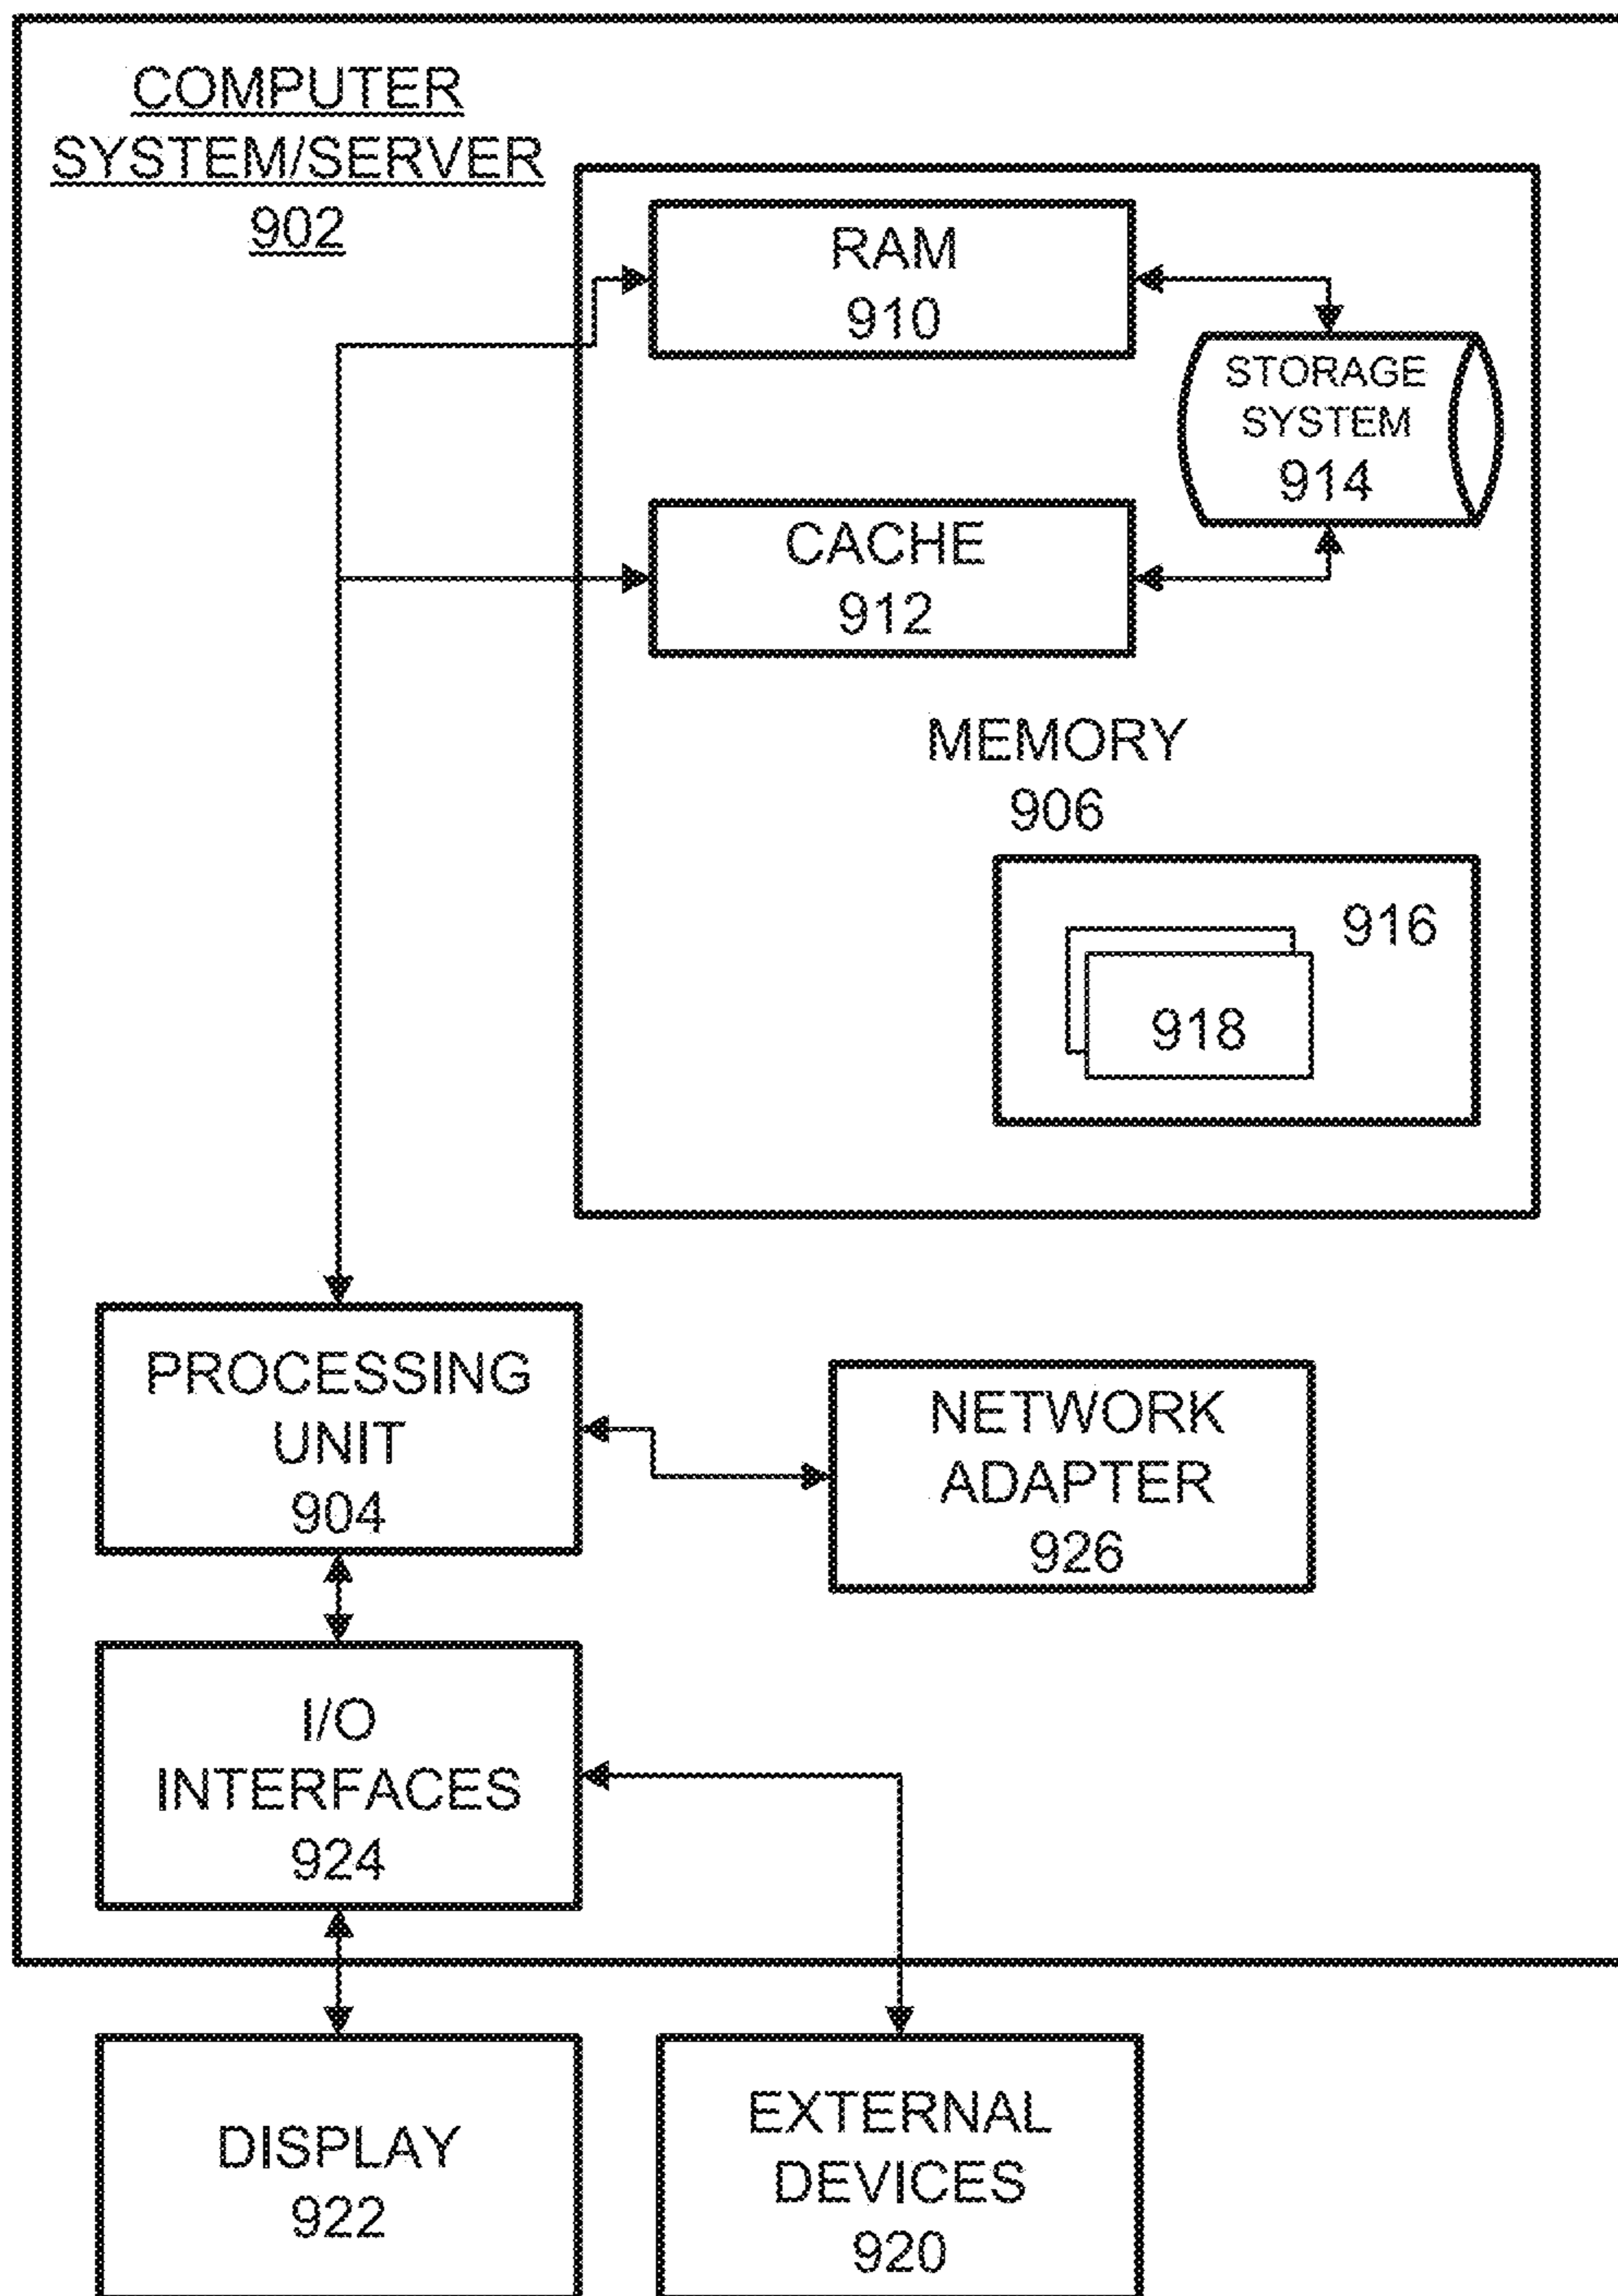 COMPUTER
SYSTEM/SERVER
902
RAM
910
STORAGE
SYSTEM
914
CACHE
912
MEMORY
906
916
918
PROCESSING
UNIT
904
NETWORK
ADAPTER
926
I/O
INTERFACES
924
DISPLAY
922
EXTERNAL
DEVICES
920